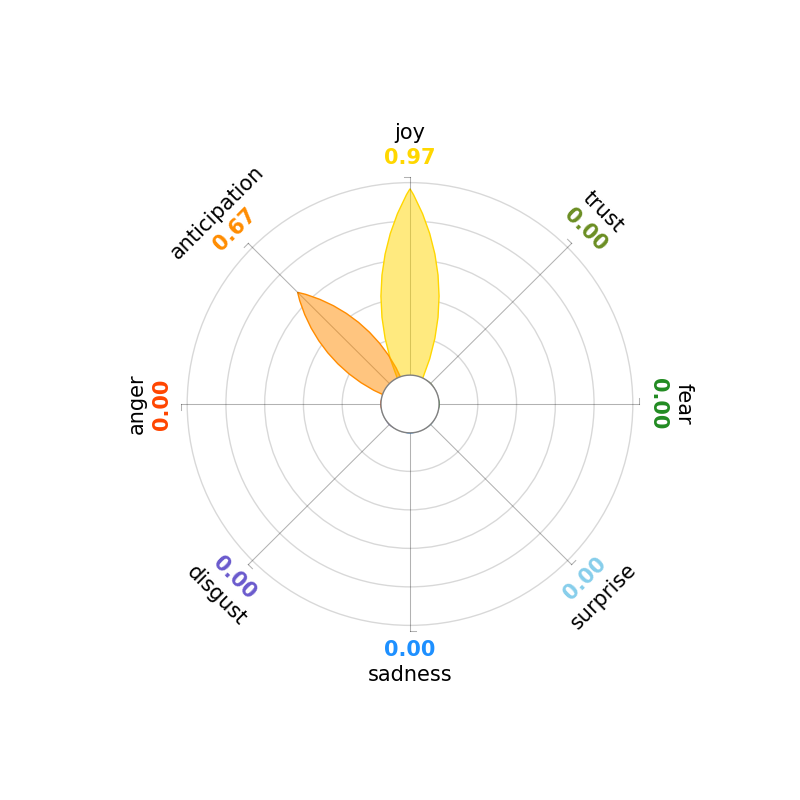 joy
0.97
anticipation
0.67
trust
0.00
anger
0.00
fear
0.00
disgust
0.00
surprise
0.00
0.00
sadness